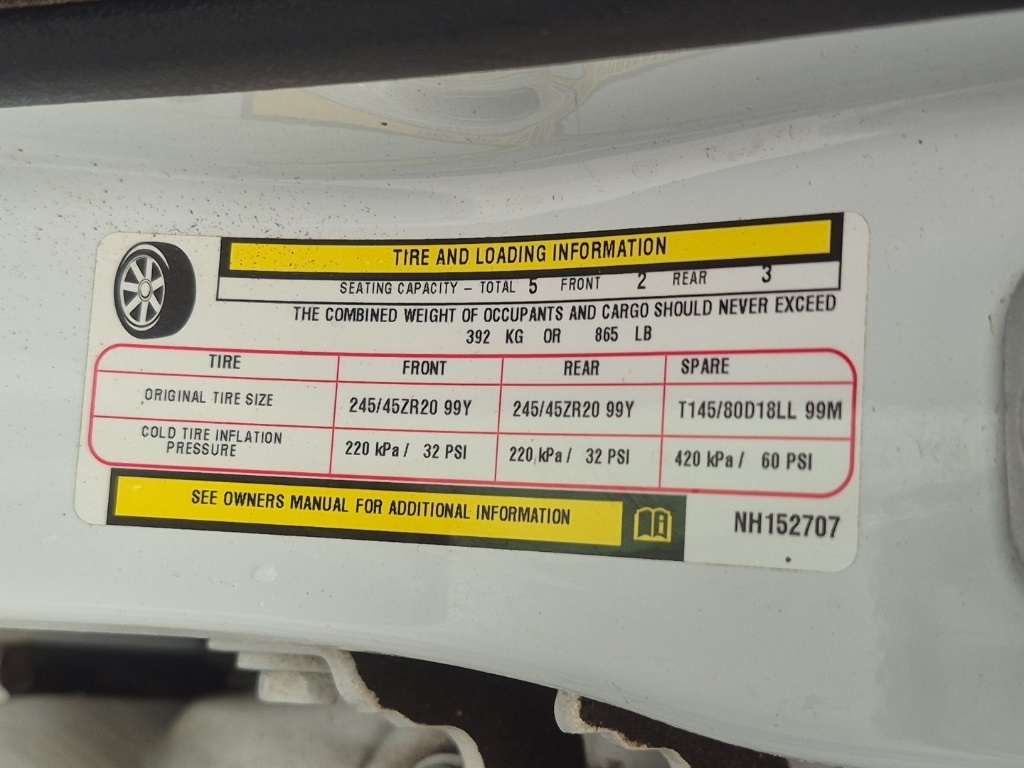 TIRE AND LOADING INFORMATION
SEATING CAPACITY – TOTAL 5 FRONT 2 REAR 3
THE COMBINED WEIGHT OF OCCUPANTS AND CARGO SHOULD NEVER EXCEED
392 KG OR 865 LB
TIRE FRONT REAR SPARE
ORIGINAL TIRE SIZE 245/45ZR20 99Y 245/45ZR20 99Y T145/80D18LL 99M
COLD TIRE INFLATION
PRESSURE 220 kPa / 32 PSI 220 kPa / 32 PSI 420 kPa / 60 PSI
SEE OWNERS MANUAL FOR ADDITIONAL INFORMATION
NH152707